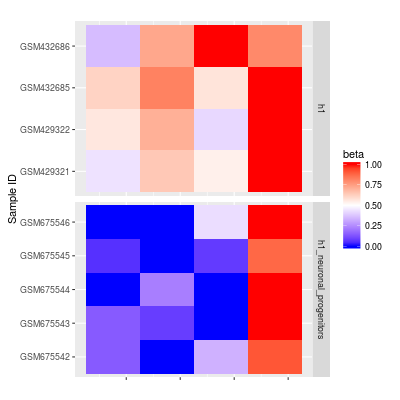 Sample ID
GSM432686
GSM432685
GSM429322
GSM429321
h1
GSM675546
GSM675545
GSM675544
GSM675543
GSM675542
h1_neuronal_progenitors
beta
1.00
0.75
0.50
0.25
0.00